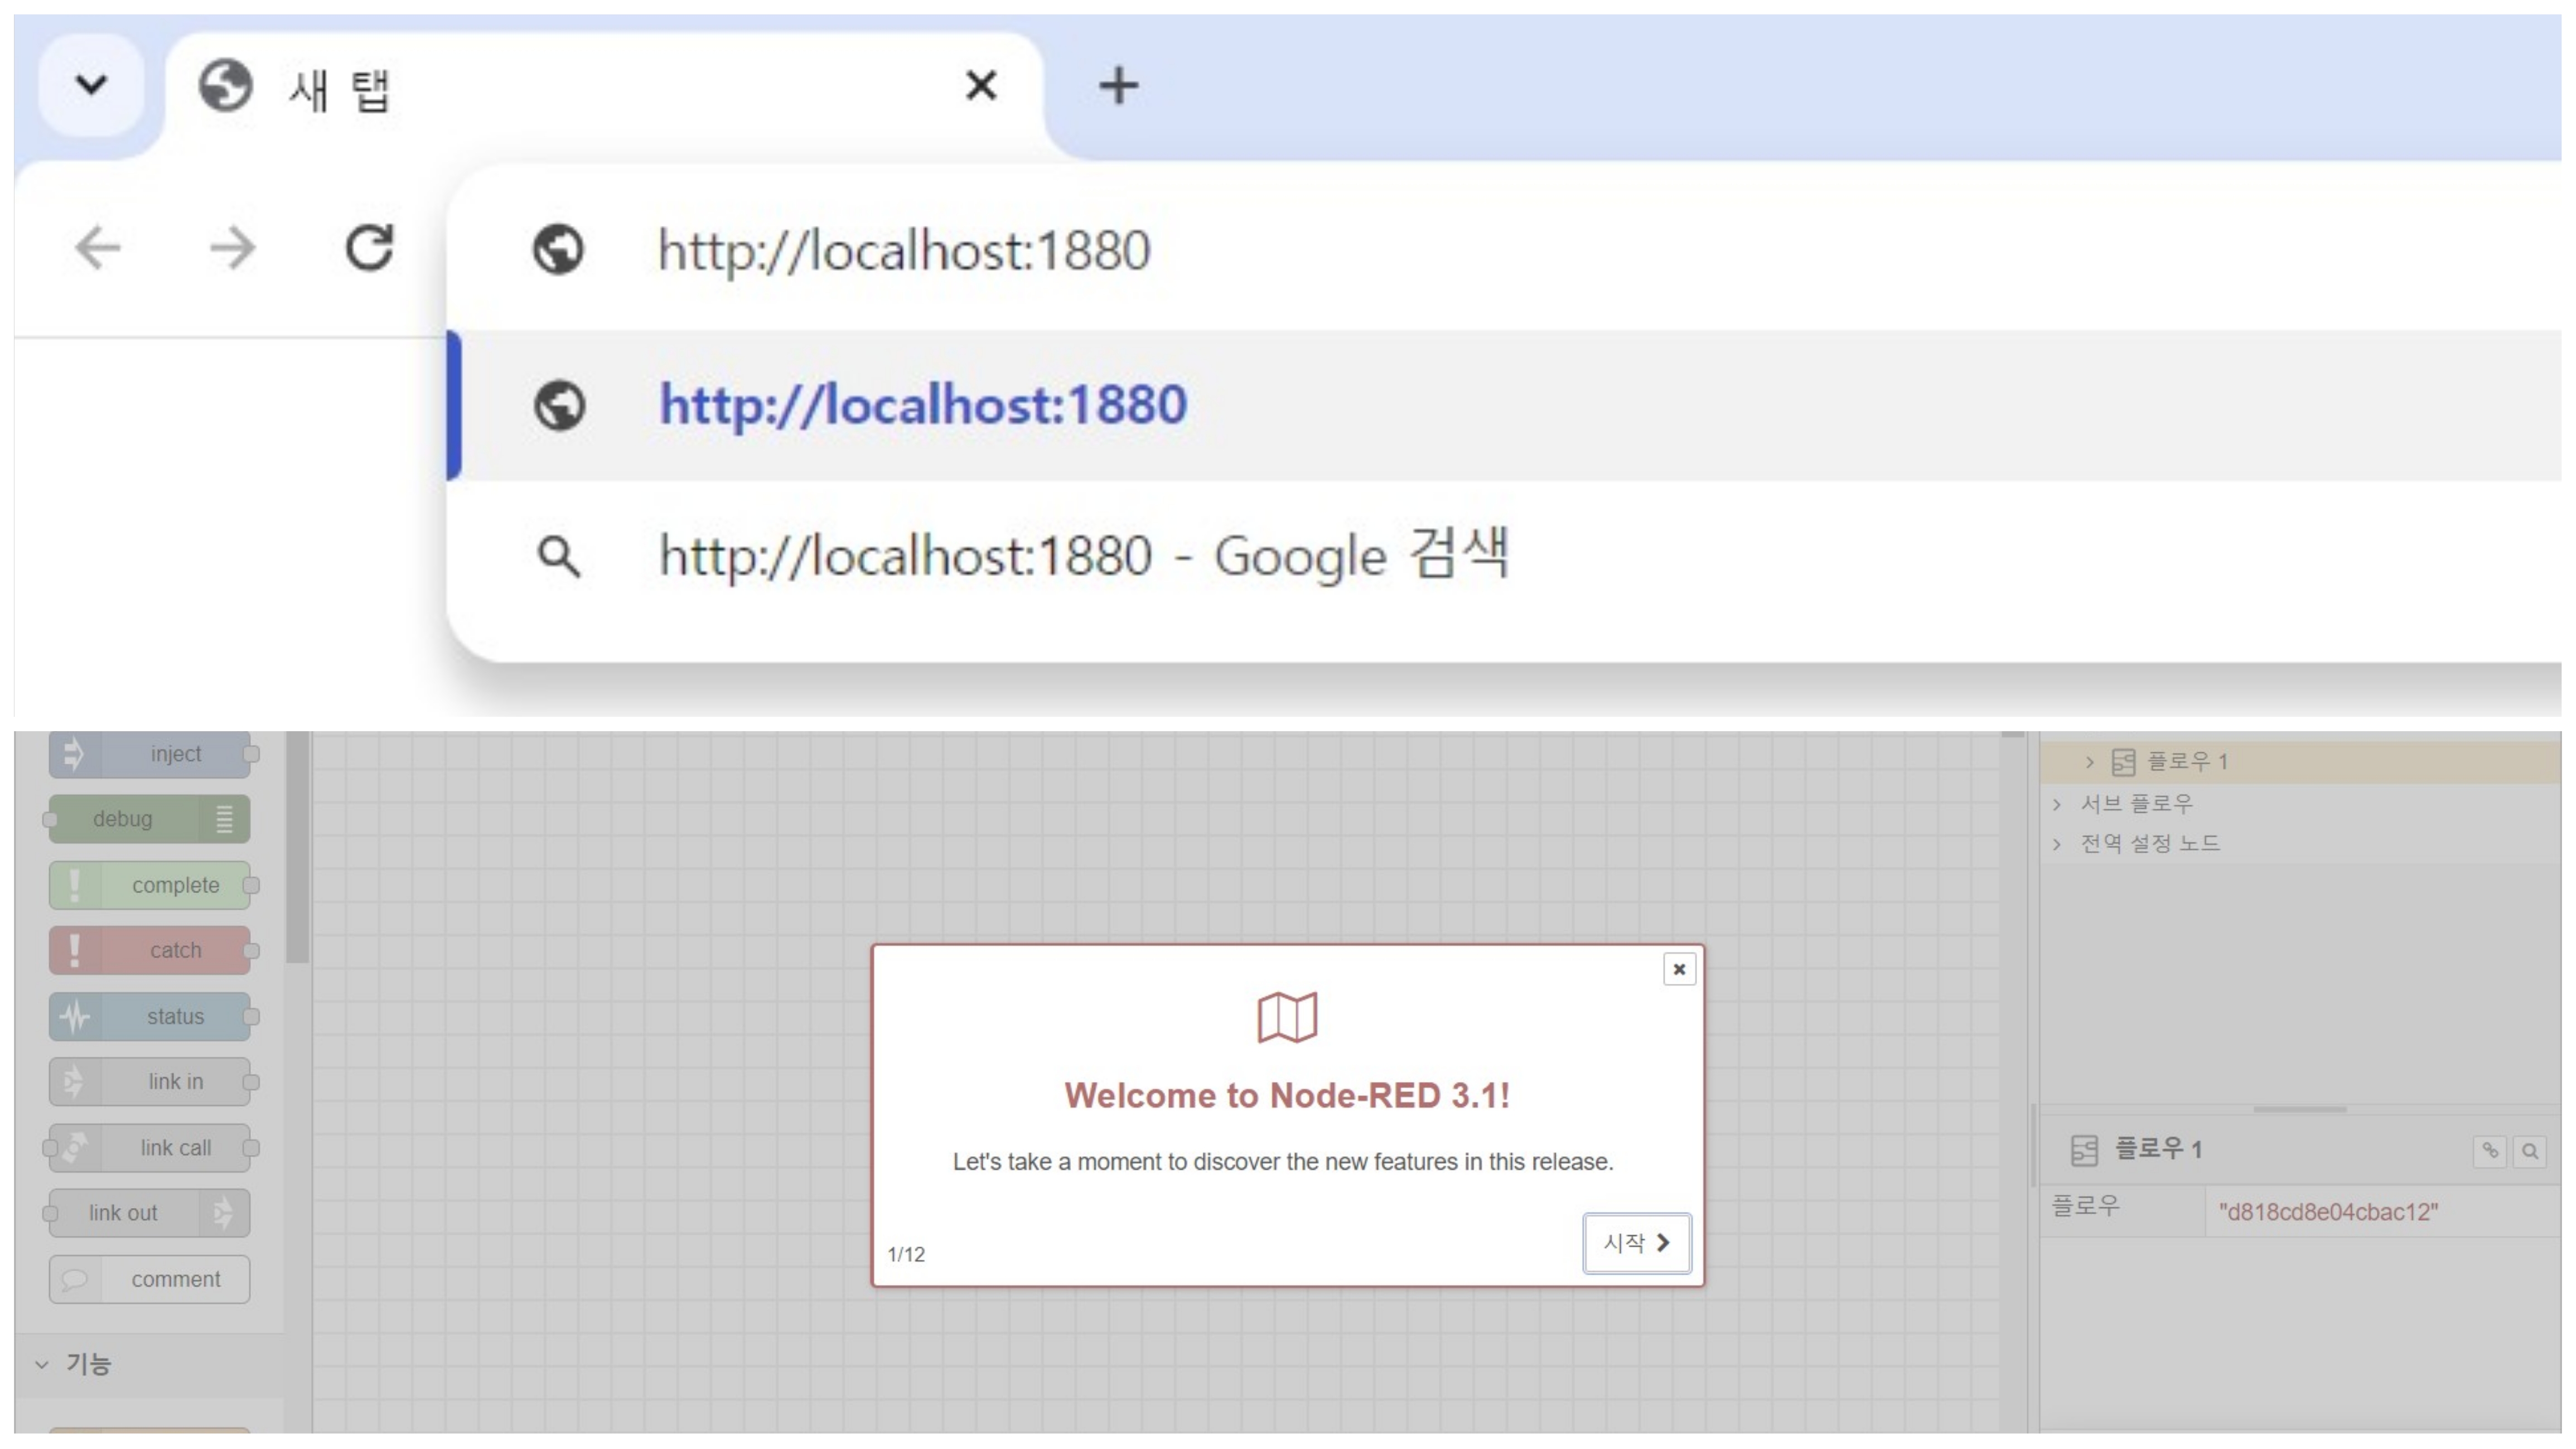 새 탭
http://localhost:1880
http://localhost:1880
http://localhost:1880 - Google 검색
inject
debug
complete
catch
status
link in
link call
link out
comment
기능
Welcome to Node-RED 3.1!
Let's take a moment to discover the new features in this release.
1/12
시작
플로우 1
서브 플로우
전역 설정 노드
플로우 1
플로우 "d818cd8e04cbac12"